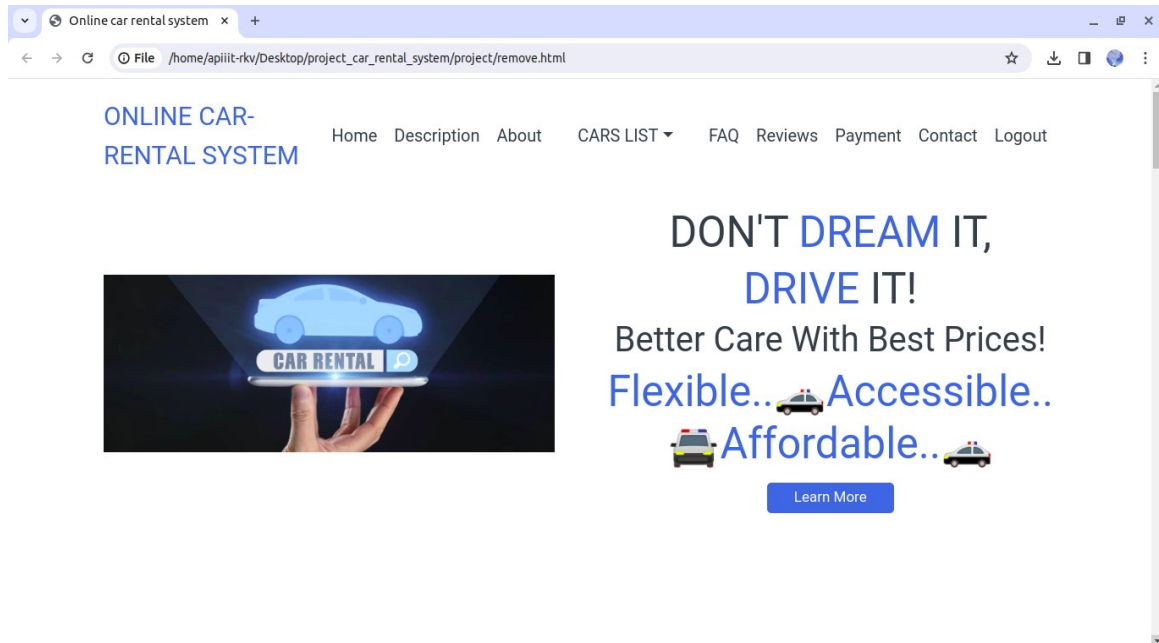 Online car rental system
File /home/apiiit-rkv/Desktop/project_car_rental_system/project/remove.html
ONLINE CAR-
RENTAL SYSTEM
Home Description About CARS LIST FAQ Reviews Payment Contact Logout
CAR RENTAL
DON'T DREAM IT,
DRIVE IT!
Better Care With Best Prices!
Flexible..🚓Accessible..
🚔Affordable..🚓
Learn More